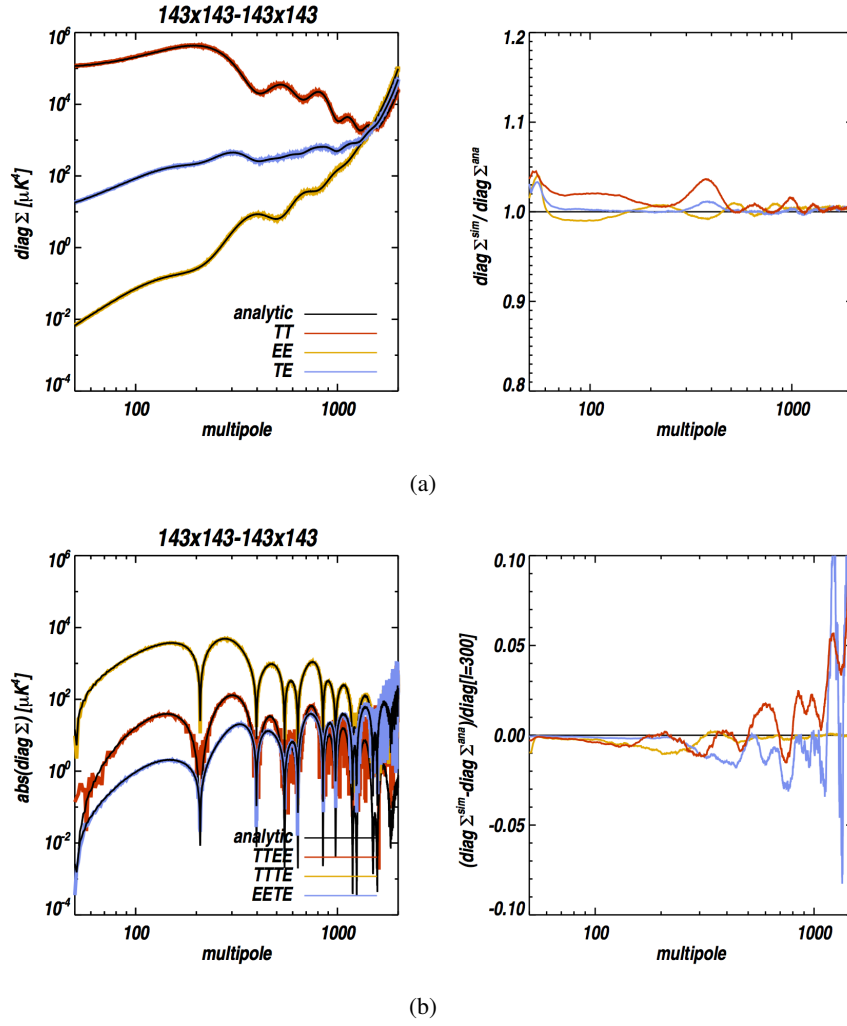 143x143-143x143
10^6
10^4
10^2
10^0
10^-2
10^-4
diag Σ [μK^4]
analytic
TT
EE
TE
100
1000
multipole
1.2
1.1
1.0
0.9
0.8
diag Σ^sim/ diag Σ^ana
100
1000
multipole
(a)
143x143-143x143
10^6
10^4
10^2
10^0
10^-2
10^-4
abs(diag Σ) [μK^4]
analytic
TTEE
TTTE
EETE
100
1000
multipole
0.10
0.05
0.00
-0.05
-0.10
(diag Σ^sim-diag Σ^ana)/diag[l=300]
100
1000
multipole
(b)